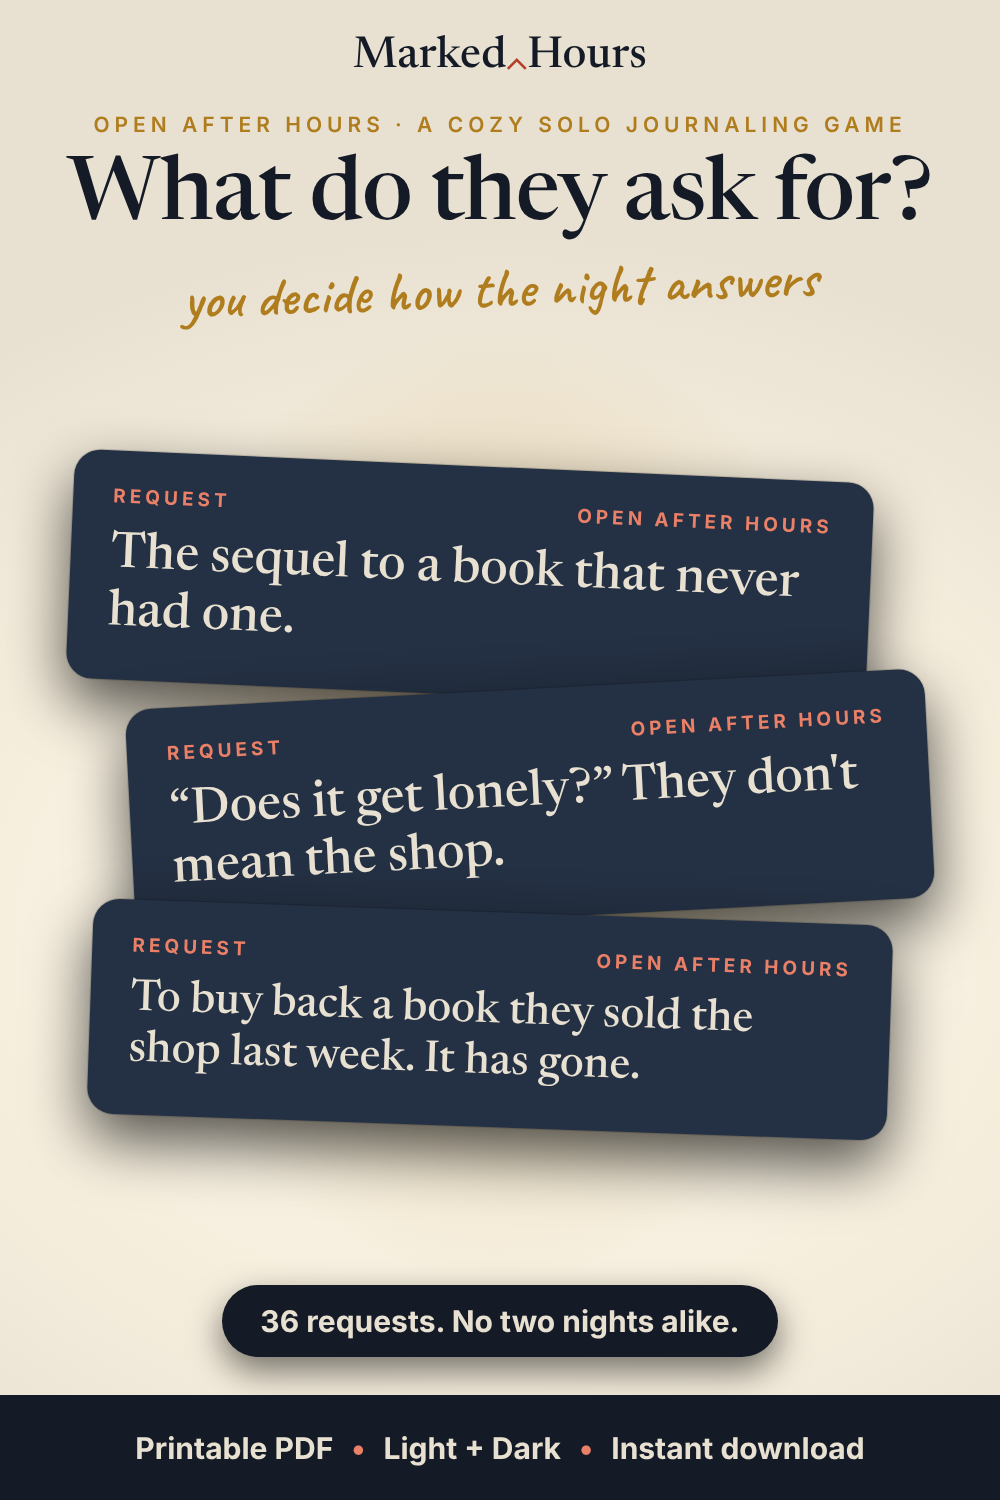 Marked‸Hours
OPEN AFTER HOURS · A COZY SOLO JOURNALING GAME
What do they ask for?
you decide how the night answers
REQUEST
OPEN AFTER HOURS
The sequel to a book that never
had one.
REQUEST
OPEN AFTER HOURS
“Does it get lonely?” They don't
mean the shop.
REQUEST
OPEN AFTER HOURS
To buy back a book they sold the
shop last week. It has gone.
36 requests. No two nights alike.
Printable PDF • Light + Dark • Instant download